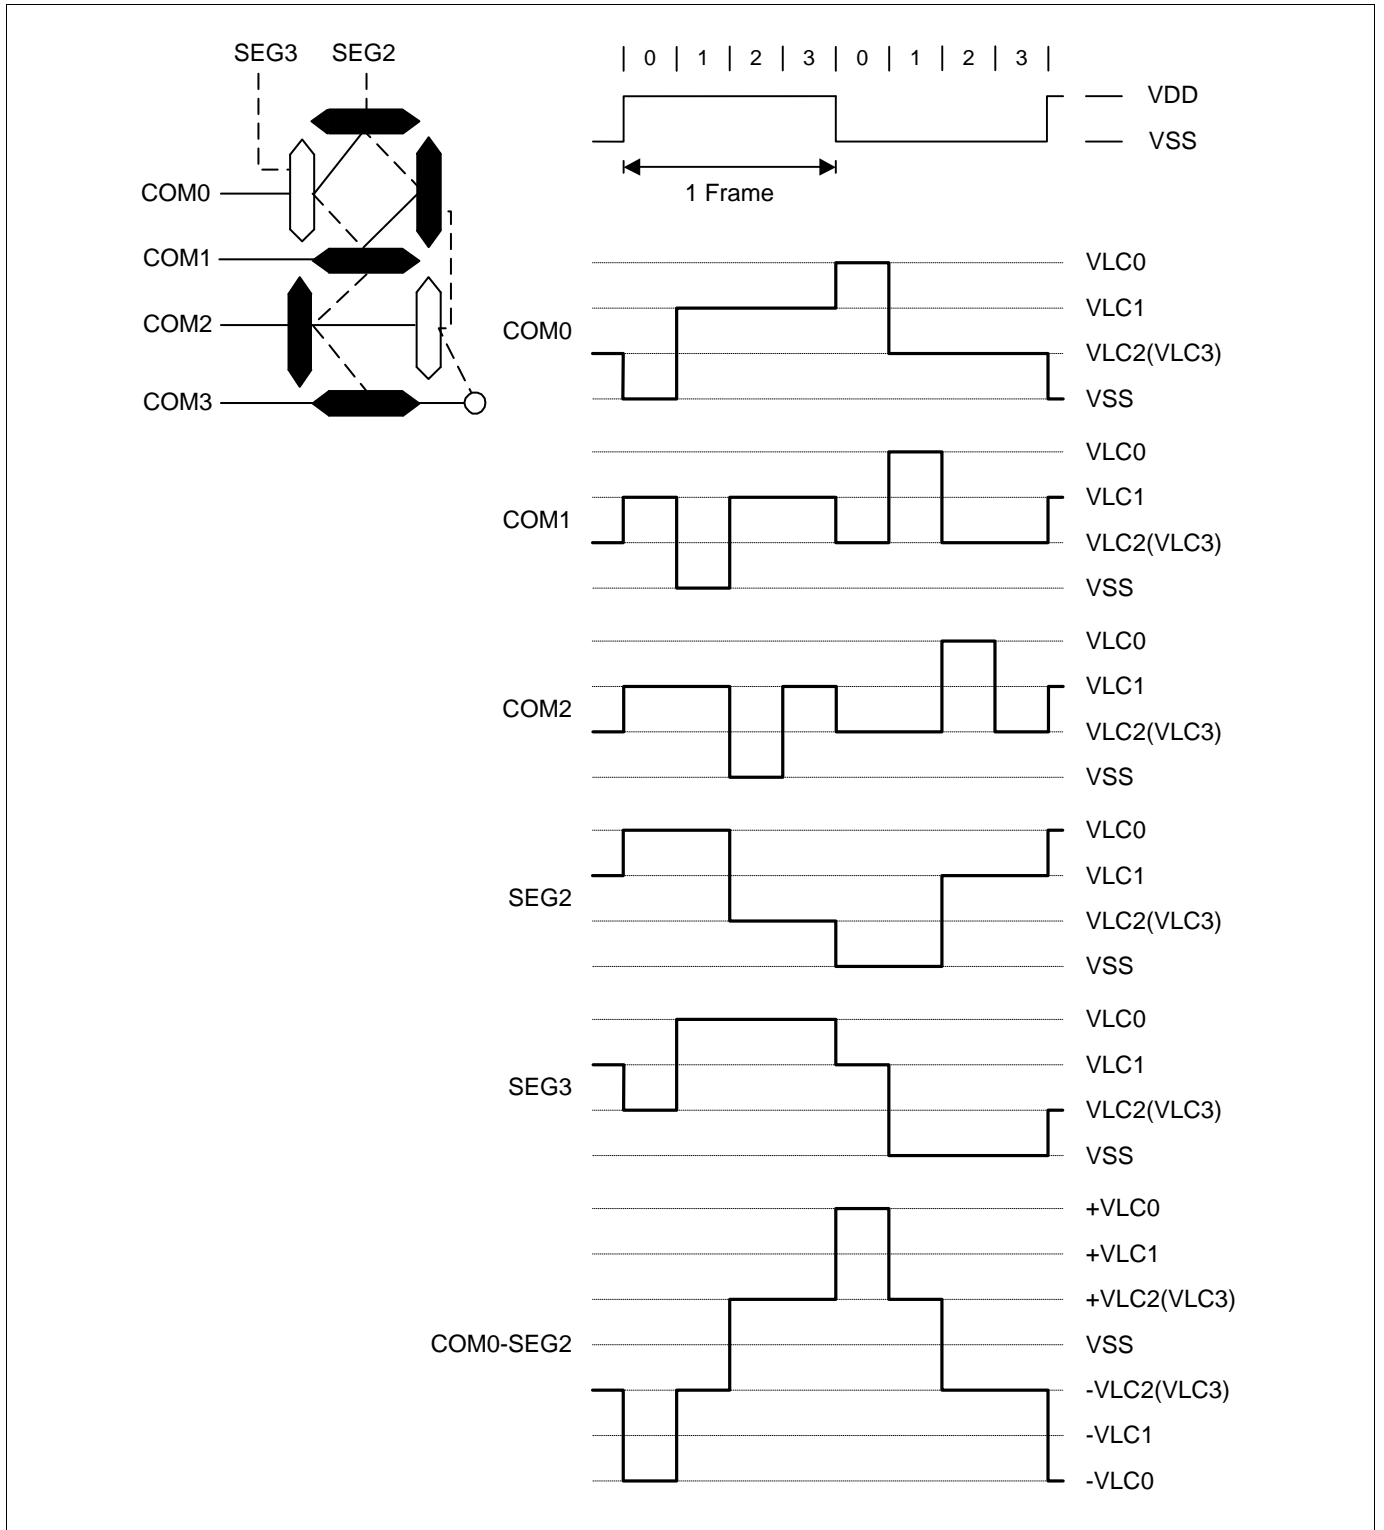 SEG3 SEG2
0 1 2 3 0 1 2 3
VDD
VSS
1 Frame
COM0
COM1
COM2
COM3
COM0
VLC0
VLC1
VLC2(VLC3)
VSS
COM1
VLC0
VLC1
VLC2(VLC3)
VSS
COM2
VLC0
VLC1
VLC2(VLC3)
VSS
SEG2
VLC0
VLC1
VLC2(VLC3)
VSS
SEG3
VLC0
VLC1
VLC2(VLC3)
VSS
COM0-SEG2
+VLC0
+VLC1
+VLC2(VLC3)
VSS
-VLC2(VLC3)
-VLC1
-VLC0